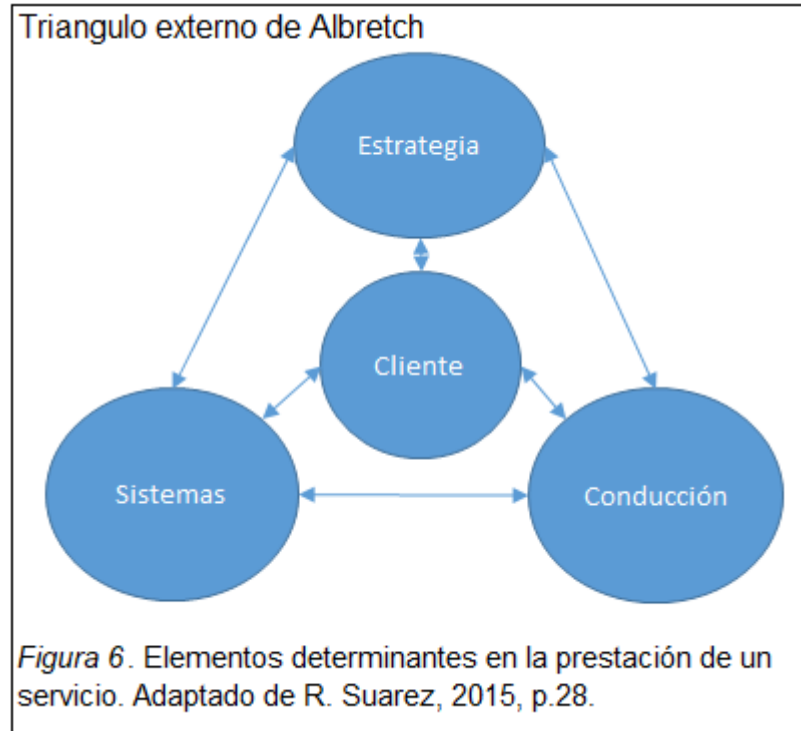 Triangulo externo de Albretch
Estrategia
Cliente
Sistemas
Conducción
Figura 6. Elementos determinantes en la prestación de un
servicio. Adaptado de R. Suarez, 2015, p.28.